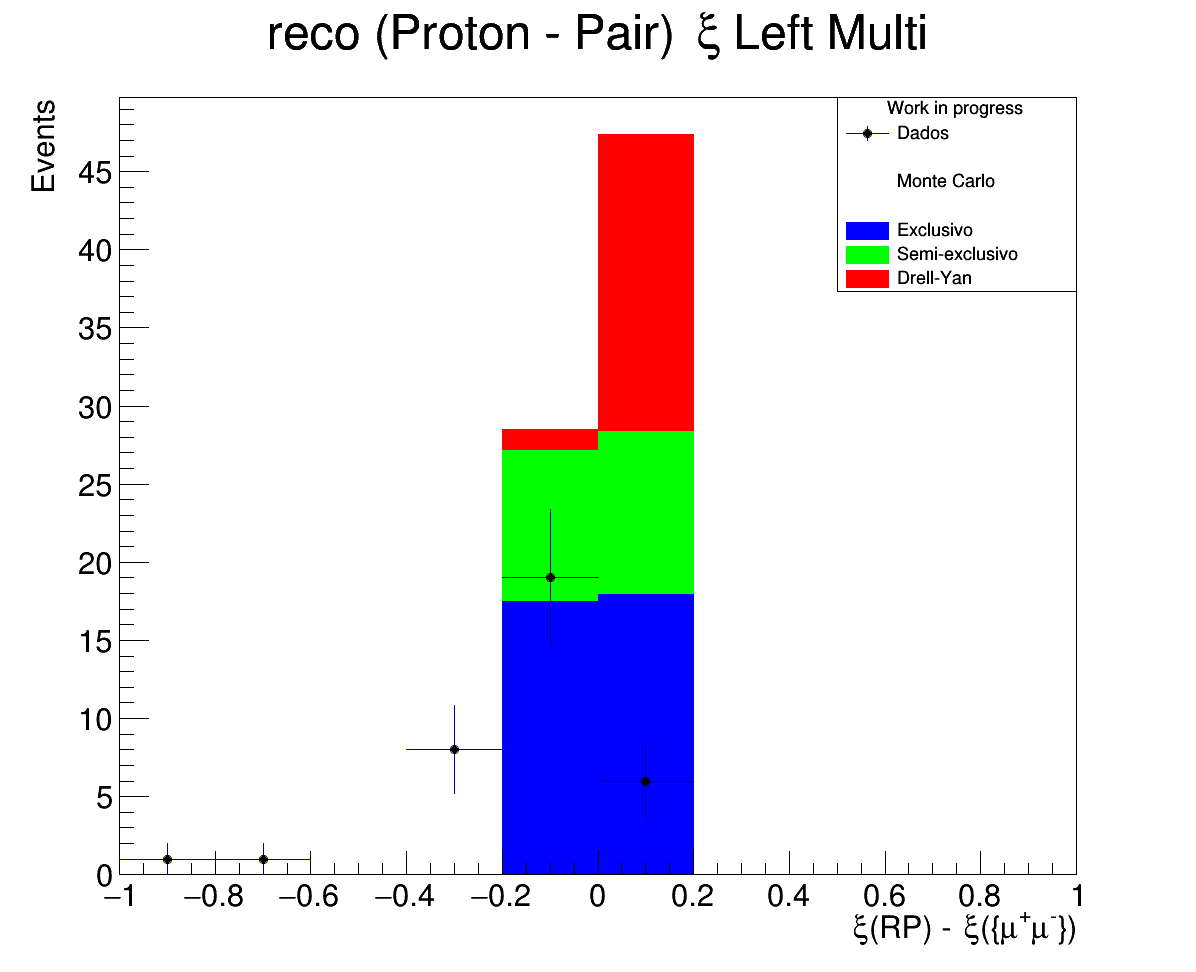 reco (Proton - Pair) ξ Left Multi
Events
Work in progress
Dados
Monte Carlo
Exclusivo
Semi-exclusivo
Drell-Yan
45
40
35
30
25
20
15
10
5
0
−1 −0.8 −0.6 −0.4 −0.2 0 0.2 0.4 0.6 0.8 1
ξ(RP) - ξ({μ⁺μ⁻})